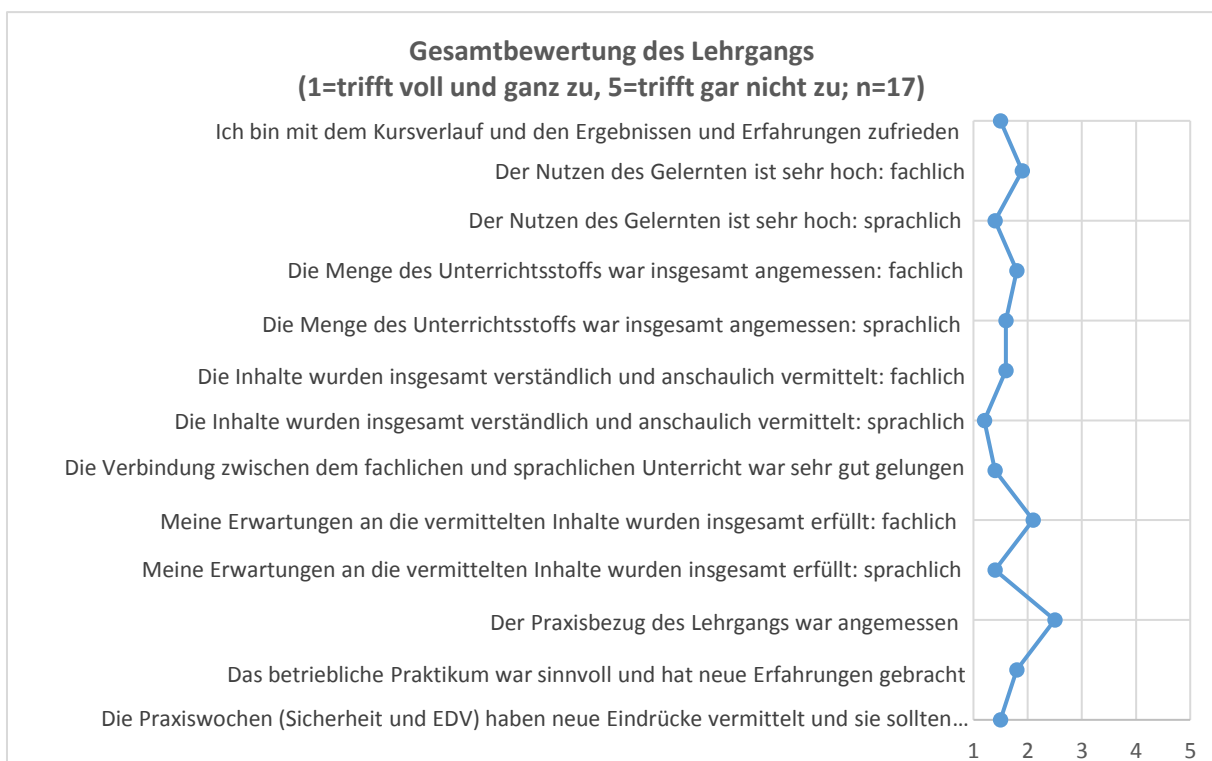 Gesamtbewertung des Lehrgangs
(1=trifft voll und ganz zu, 5=trifft gar nicht zu; n=17)
Ich bin mit dem Kursverlauf und den Ergebnissen und Erfahrungen zufrieden
Der Nutzen des Gelernten ist sehr hoch: fachlich
Der Nutzen des Gelernten ist sehr hoch: sprachlich
Die Menge des Unterrichtsstoffs war insgesamt angemessen: fachlich
Die Menge des Unterrichtsstoffs war insgesamt angemessen: sprachlich
Die Inhalte wurden insgesamt verständlich und anschaulich vermittelt: fachlich
Die Inhalte wurden insgesamt verständlich und anschaulich vermittelt: sprachlich
Die Verbindung zwischen dem fachlichen und sprachlichen Unterricht war sehr gut gelungen
Meine Erwartungen an die vermittelten Inhalte wurden insgesamt erfüllt: fachlich
Meine Erwartungen an die vermittelten Inhalte wurden insgesamt erfüllt: sprachlich
Der Praxisbezug des Lehrgangs war angemessen
Das betriebliche Praktikum war sinnvoll und hat neue Erfahrungen gebracht
Die Praxiswochen (Sicherheit und EDV) haben neue Eindrücke vermittelt und sie sollten…
1 2 3 4 5